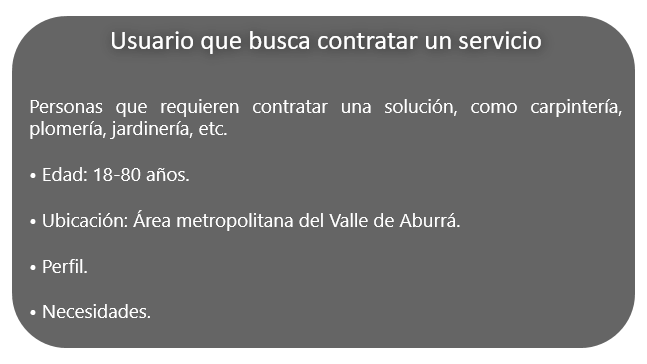 Usuario que busca contratar un servicio
Personas que requieren contratar una solución, como carpintería,
plomería, jardinería, etc.
• Edad: 18-80 años.
• Ubicación: Área metropolitana del Valle de Aburrá.
• Perfil.
• Necesidades.